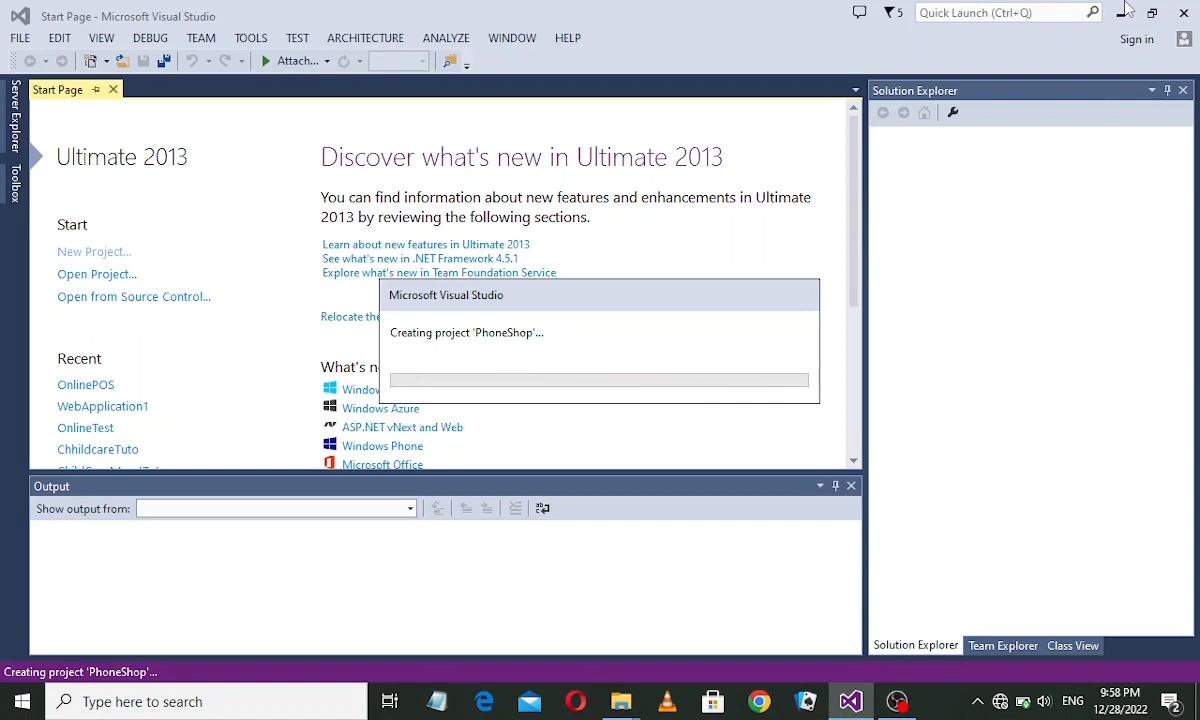 Start Page - Microsoft Visual Studio
5
Quick Launch (Ctrl+Q)
FILE EDIT VIEW DEBUG TEAM TOOLS TEST ARCHITECTURE ANALYZE WINDOW HELP
Sign in
Attach...
Server Explorer
Toolbox
Start Page
Ultimate 2013
Start
New Project...
Open Project...
Open from Source Control...
Recent
OnlinePOS
WebApplication1
OnlineTest
ChhildcareTuto
Discover what's new in Ultimate 2013
You can find information about new features and enhancements in Ultimate
2013 by reviewing the following sections.
Learn about new features in Ultimate 2013
See what's new in .NET Framework 4.5.1
Explore what's new in Team Foundation Service
Relocate the
What's n
Window
Windows Azure
ASP.NET vNext and Web
Windows Phone
Microsoft Office
Microsoft Visual Studio
Creating project 'PhoneShop'...
Solution Explorer
Output
Show output from:
Solution Explorer Team Explorer Class View
Creating project 'PhoneShop'...
Type here to search
ENG
9:58 PM
12/28/2022
2